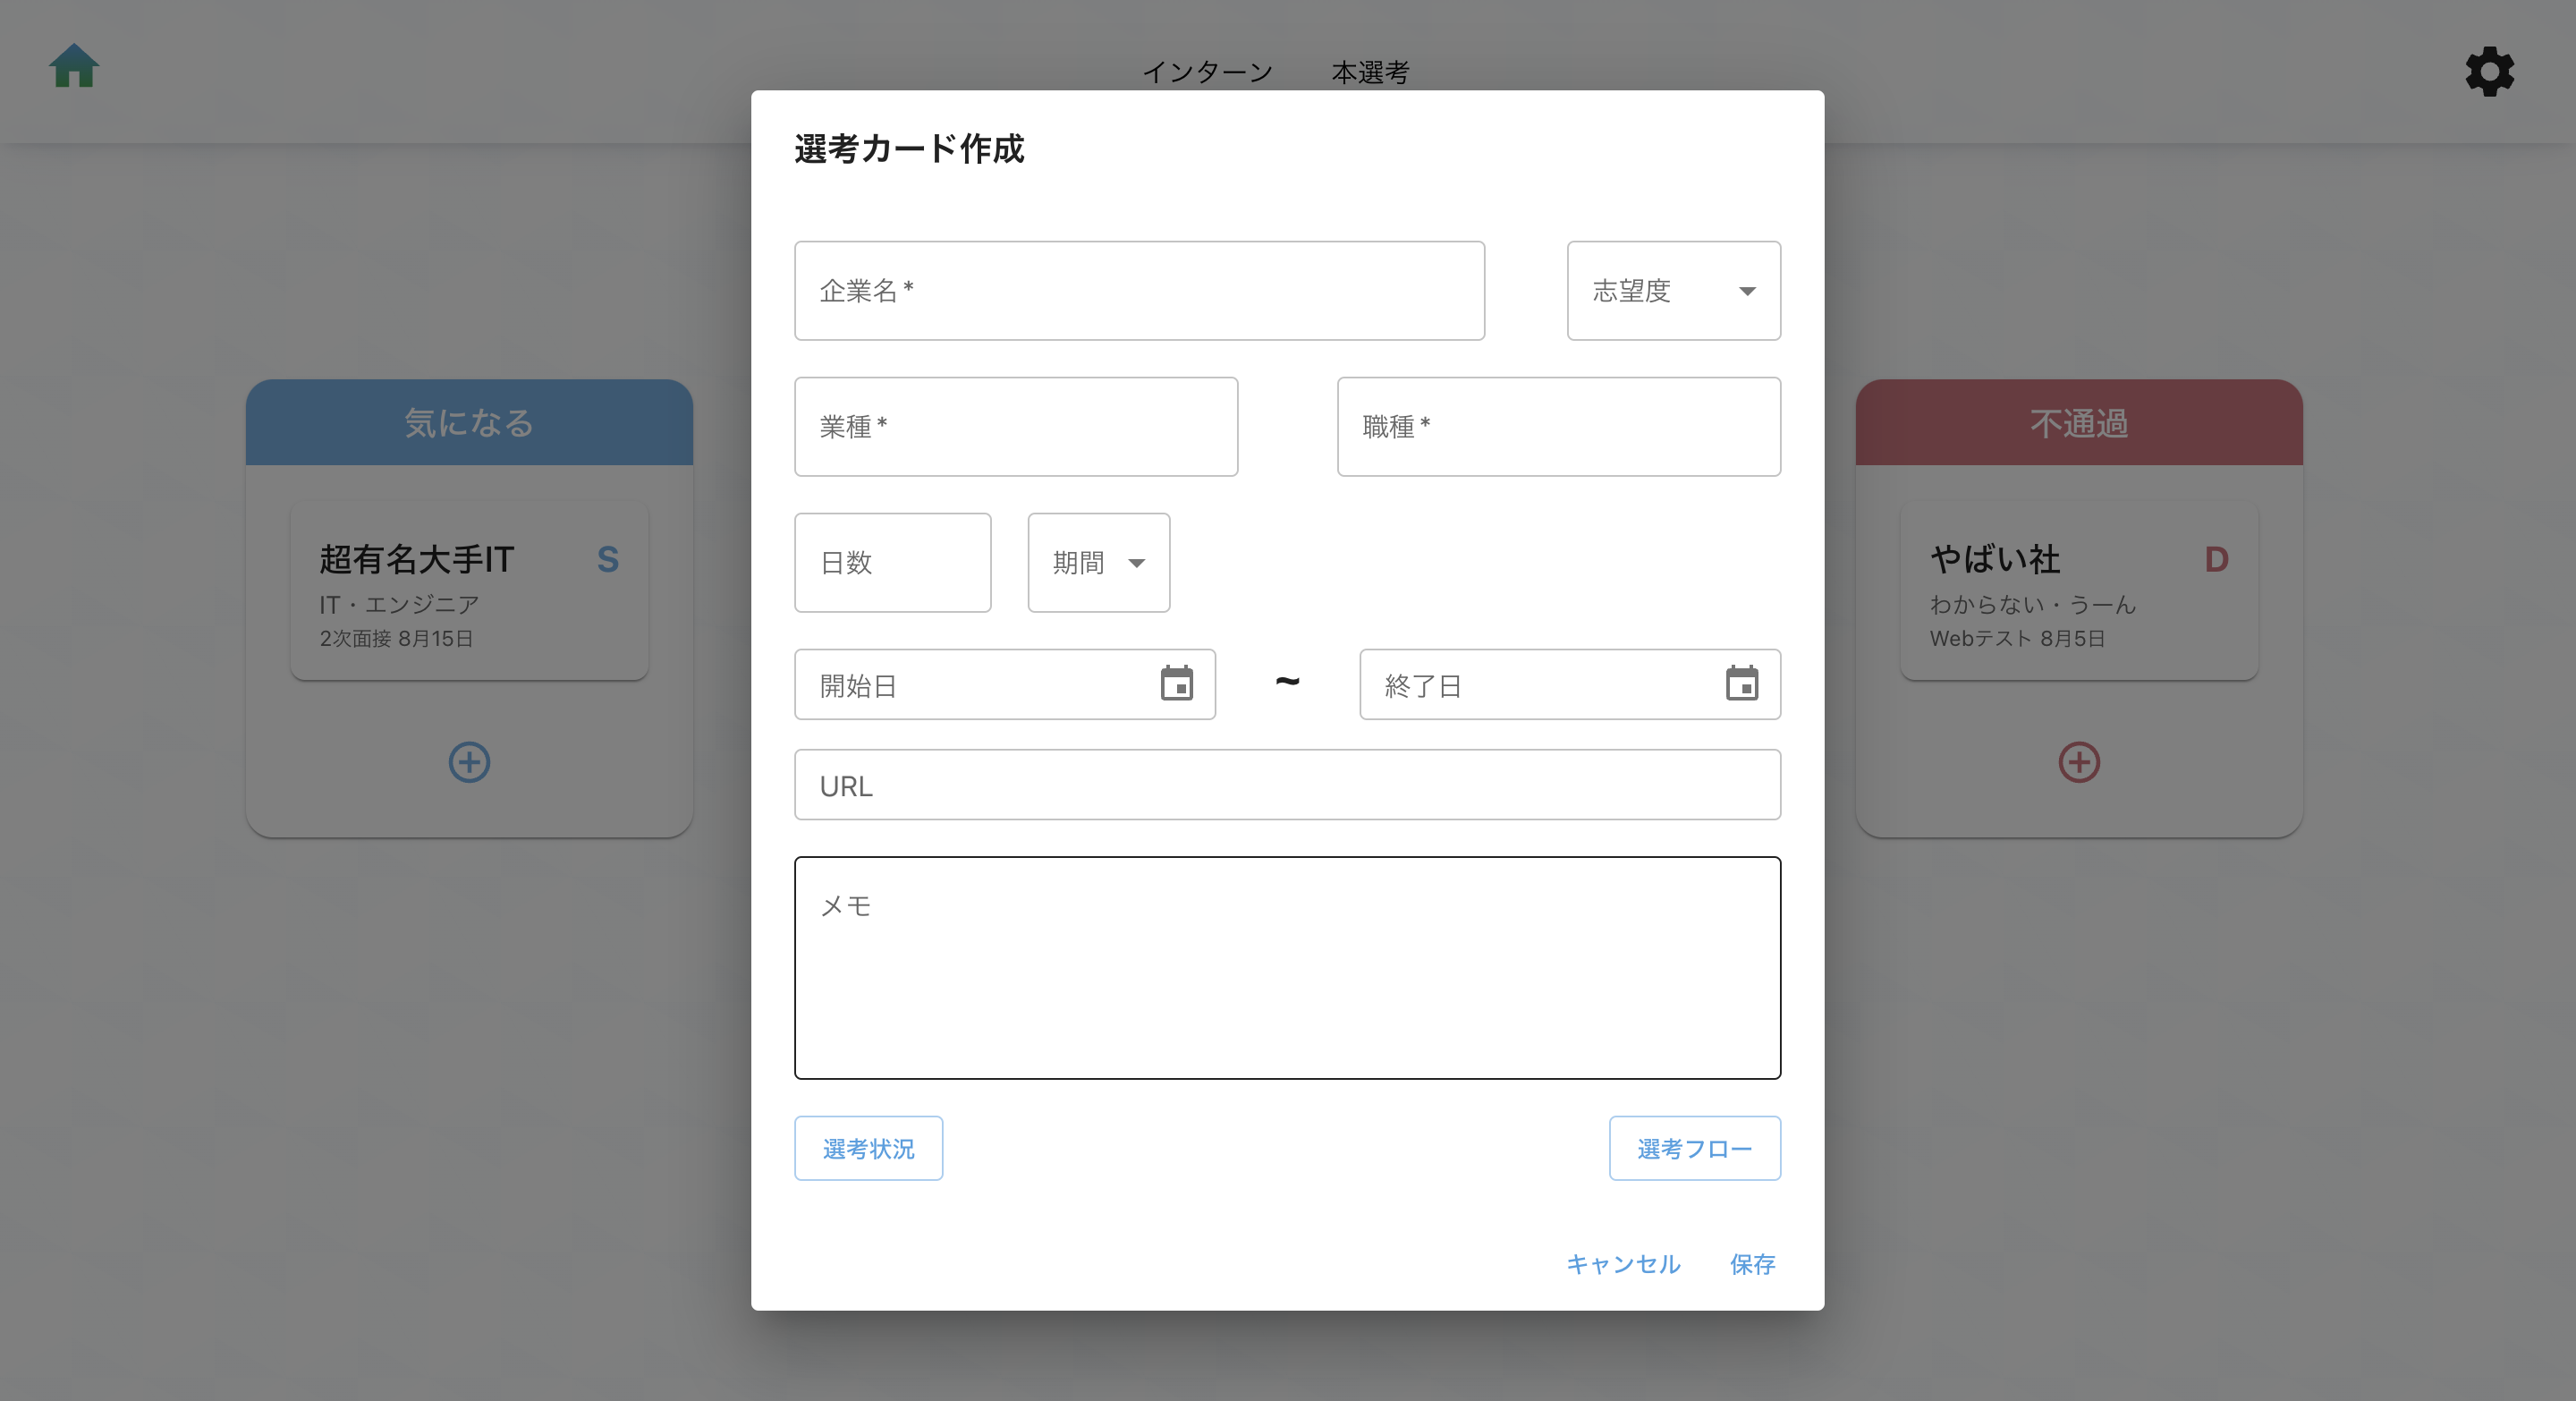 インターン 本選考
選考カード作成
企業名 *
志望度
業種 *
職種 *
日数
期間
開始日
~
終了日
URL
メモ
選考状況
選考フロー
キャンセル
保存
気になる
超有名大手IT
S
IT・エンジニア
2次面接 8月15日
不通過
やばい社
D
わからない・うーん
Webテスト 8月5日